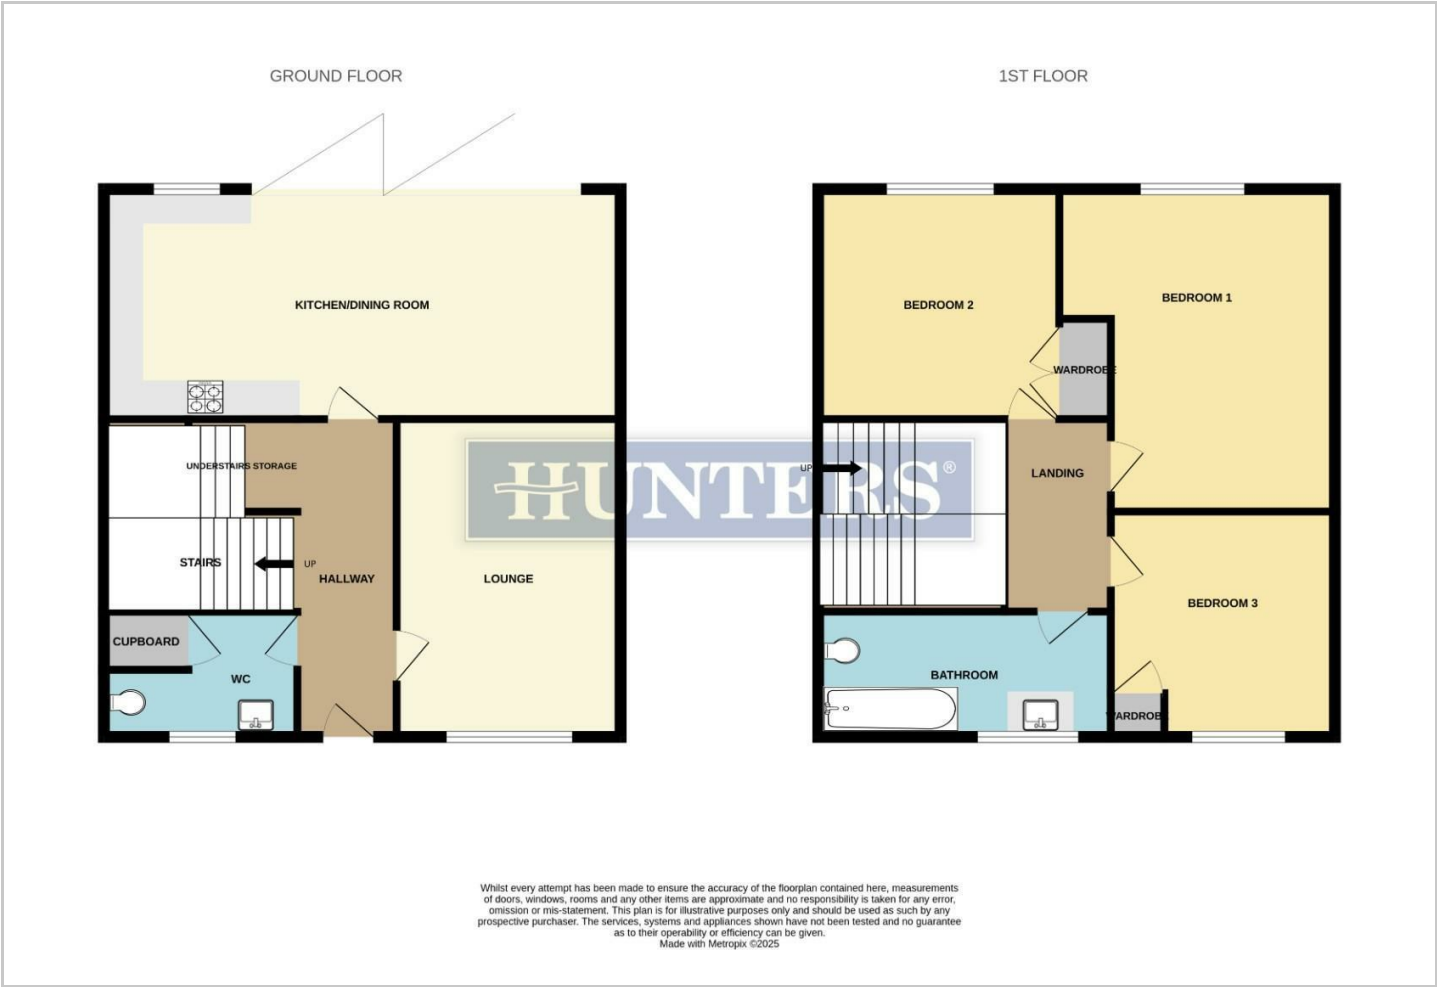 GROUND FLOOR
1ST FLOOR
KITCHEN/DINING ROOM
BEDROOM 2
BEDROOM 1
WARDROBE
UNDERSTAIRS STORAGE
HUNTERS®
UP
LANDING
STAIRS
UP
HALLWAY
LOUNGE
BEDROOM 3
CUPBOARD
WC
BATHROOM
WARDROBE
Whilst every attempt has been made to ensure the accuracy of the floorplan contained here, measurements
of doors, windows, rooms and any other items are approximate and no responsibility is taken for any error,
omission or mis-statement. This plan is for illustrative purposes only and should be used as such by any
prospective purchaser. The services, systems and appliances shown have not been tested and no guarantee
as to their operability or efficiency can be given.
Made with Metropix ©2025